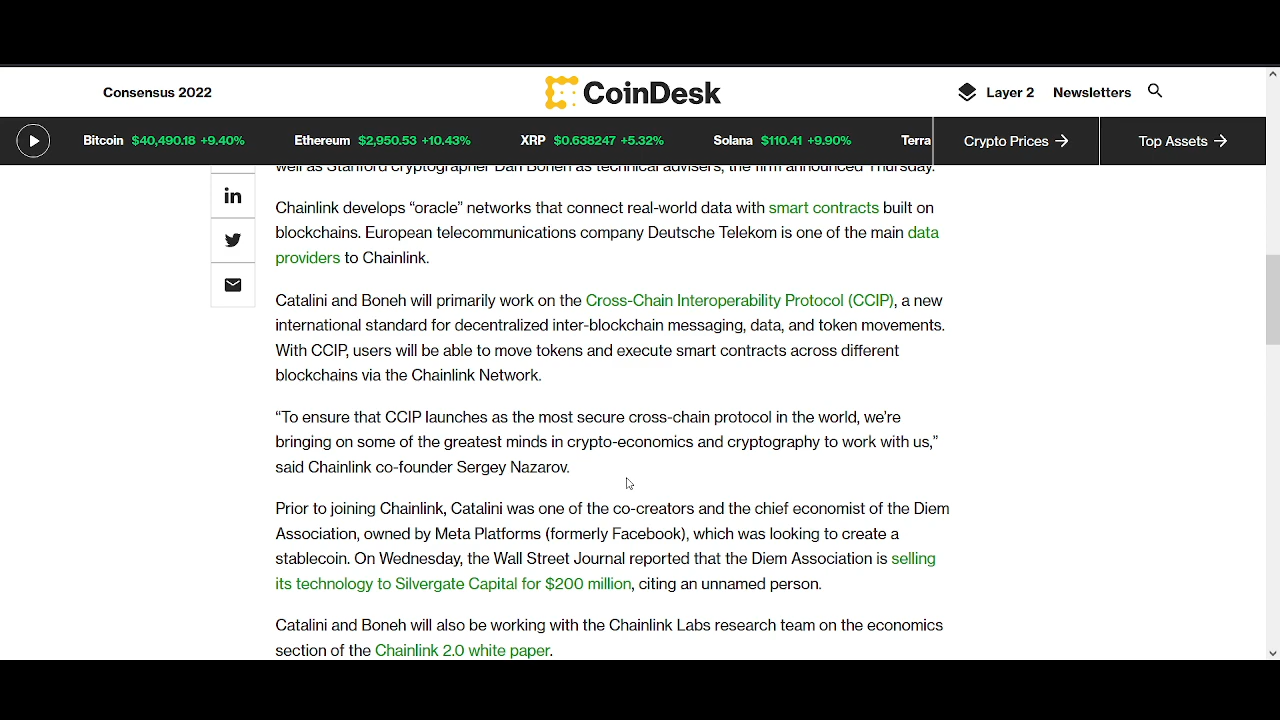 Consensus 2022
CoinDesk
Layer 2
Newsletters
Bitcoin $40,490.18 +9.40%
Ethereum $2,950.53 +10.43%
XRP $0.638247 +5.32%
Solana $110.41 +9.90%
Terra
Crypto Prices →
Top Assets →
well as Stanford cryptographer Dan Boneh as technical advisers, the firm announced Thursday.
in
Chainlink develops “oracle” networks that connect real-world data with smart contracts built on
blockchains. European telecommunications company Deutsche Telekom is one of the main data
providers to Chainlink.
Catalini and Boneh will primarily work on the Cross-Chain Interoperability Protocol (CCIP), a new
international standard for decentralized inter-blockchain messaging, data, and token movements.
With CCIP, users will be able to move tokens and execute smart contracts across different
blockchains via the Chainlink Network.
“To ensure that CCIP launches as the most secure cross-chain protocol in the world, we’re
bringing on some of the greatest minds in crypto-economics and cryptography to work with us,”
said Chainlink co-founder Sergey Nazarov.
Prior to joining Chainlink, Catalini was one of the co-creators and the chief economist of the Diem
Association, owned by Meta Platforms (formerly Facebook), which was looking to create a
stablecoin. On Wednesday, the Wall Street Journal reported that the Diem Association is selling
its technology to Silvergate Capital for $200 million, citing an unnamed person.
Catalini and Boneh will also be working with the Chainlink Labs research team on the economics
section of the Chainlink 2.0 white paper.